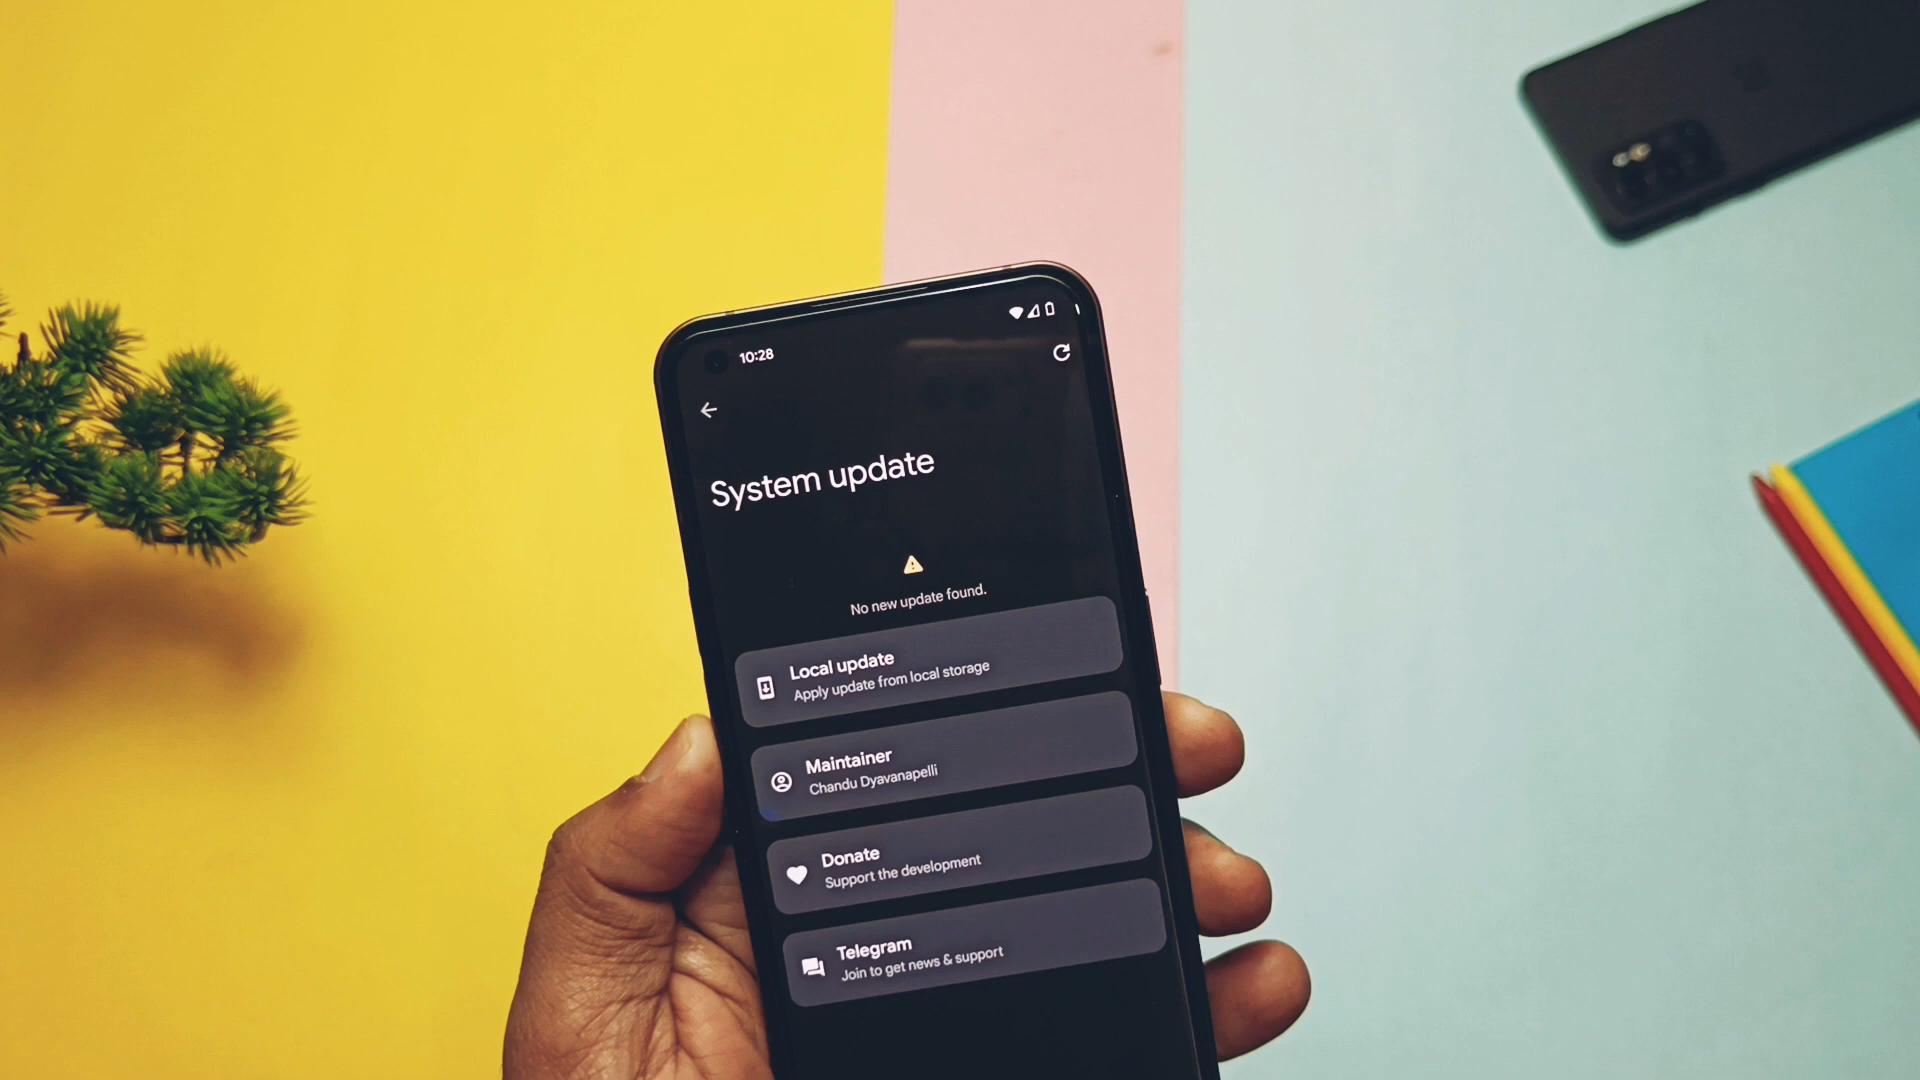 10:28
System update
No new update found.
Local update
Apply update from local storage
Maintainer
Chandu Dyavanapelli
Donate
Support the development
Telegram
Join to get news & support